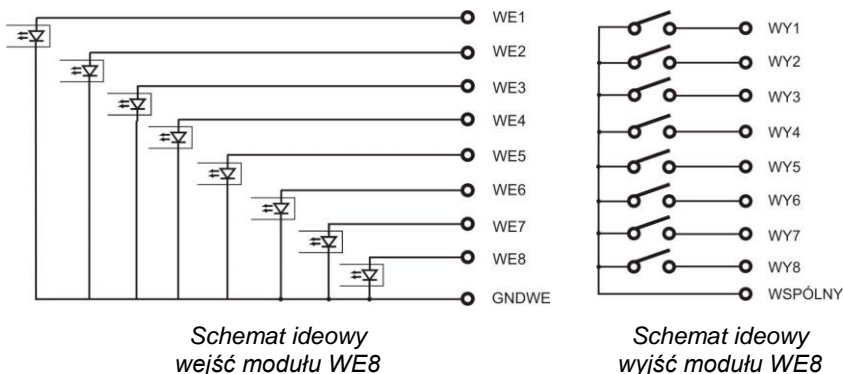 WE1
WE2
WE3
WE4
WE5
WE6
WE7
WE8
GNDWE
Schemat ideowy
wejść modułu WE8
WY1
WY2
WY3
WY4
WY5
WY6
WY7
WY8
WSPÓLNY
Schemat ideowy
wyjść modułu WE8